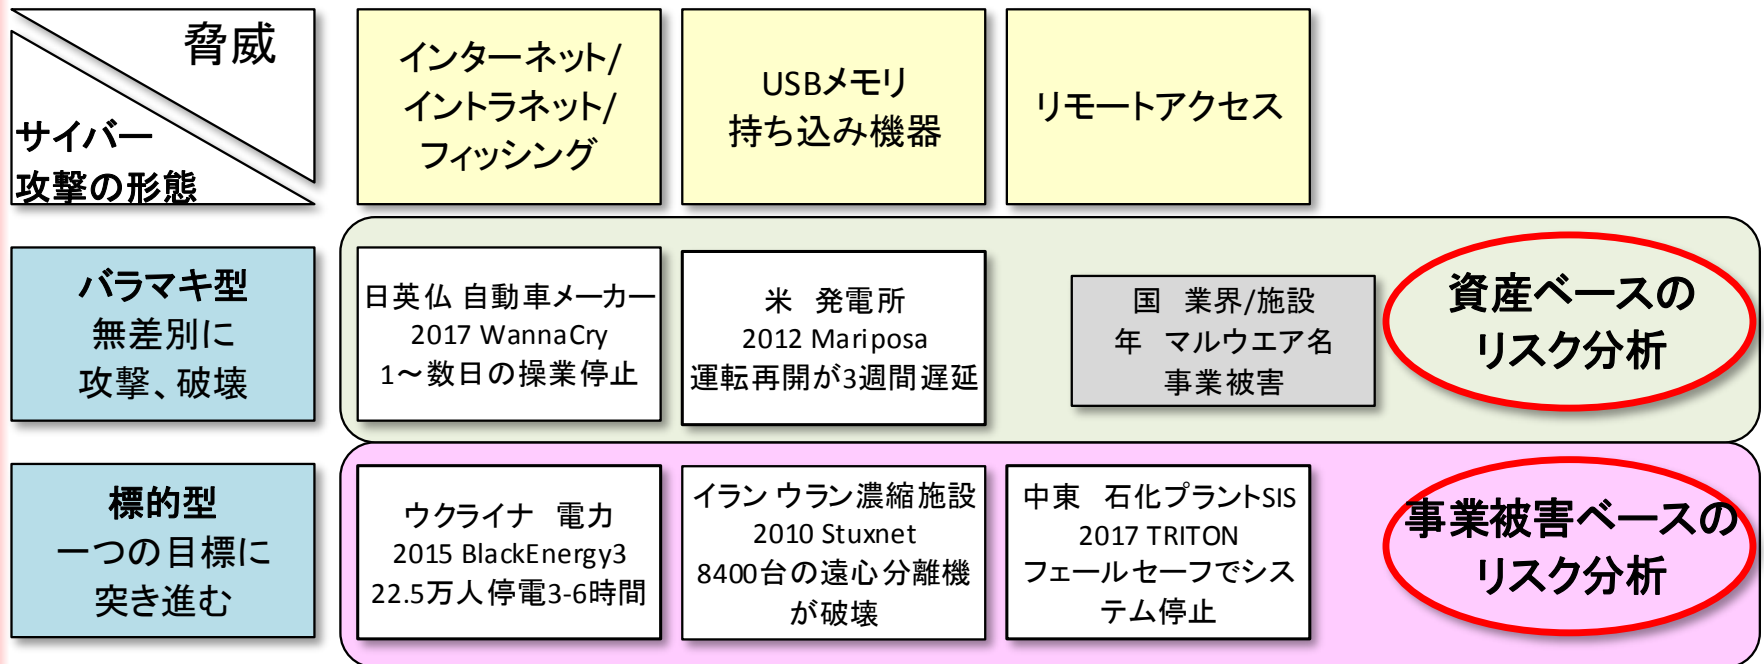 脅威
サイバー
攻撃の形態
インターネット/
イントラネット/
フィッシング
USBメモリ
持ち込み機器
リモートアクセス
バラマキ型
無差別に
攻撃、破壊
日英仏 自動車メーカー
2017 WannaCry
1～数日の操業停止
米 発電所
2012 Mariposa
運転再開が3週間遅延
国 業界/施設
年 マルウエア名
事業被害
資産ベースの
リスク分析
標的型
一つの目標に
突き進む
ウクライナ 電力
2015 BlackEnergy3
22.5万人停電3-6時間
イラン ウラン濃縮施設
2010 Stuxnet
8400台の遠心分離機
が破壊
中東 石化プラントSIS
2017 TRITON
フェールセーフでシス
テム停止
事業被害ベースの
リスク分析